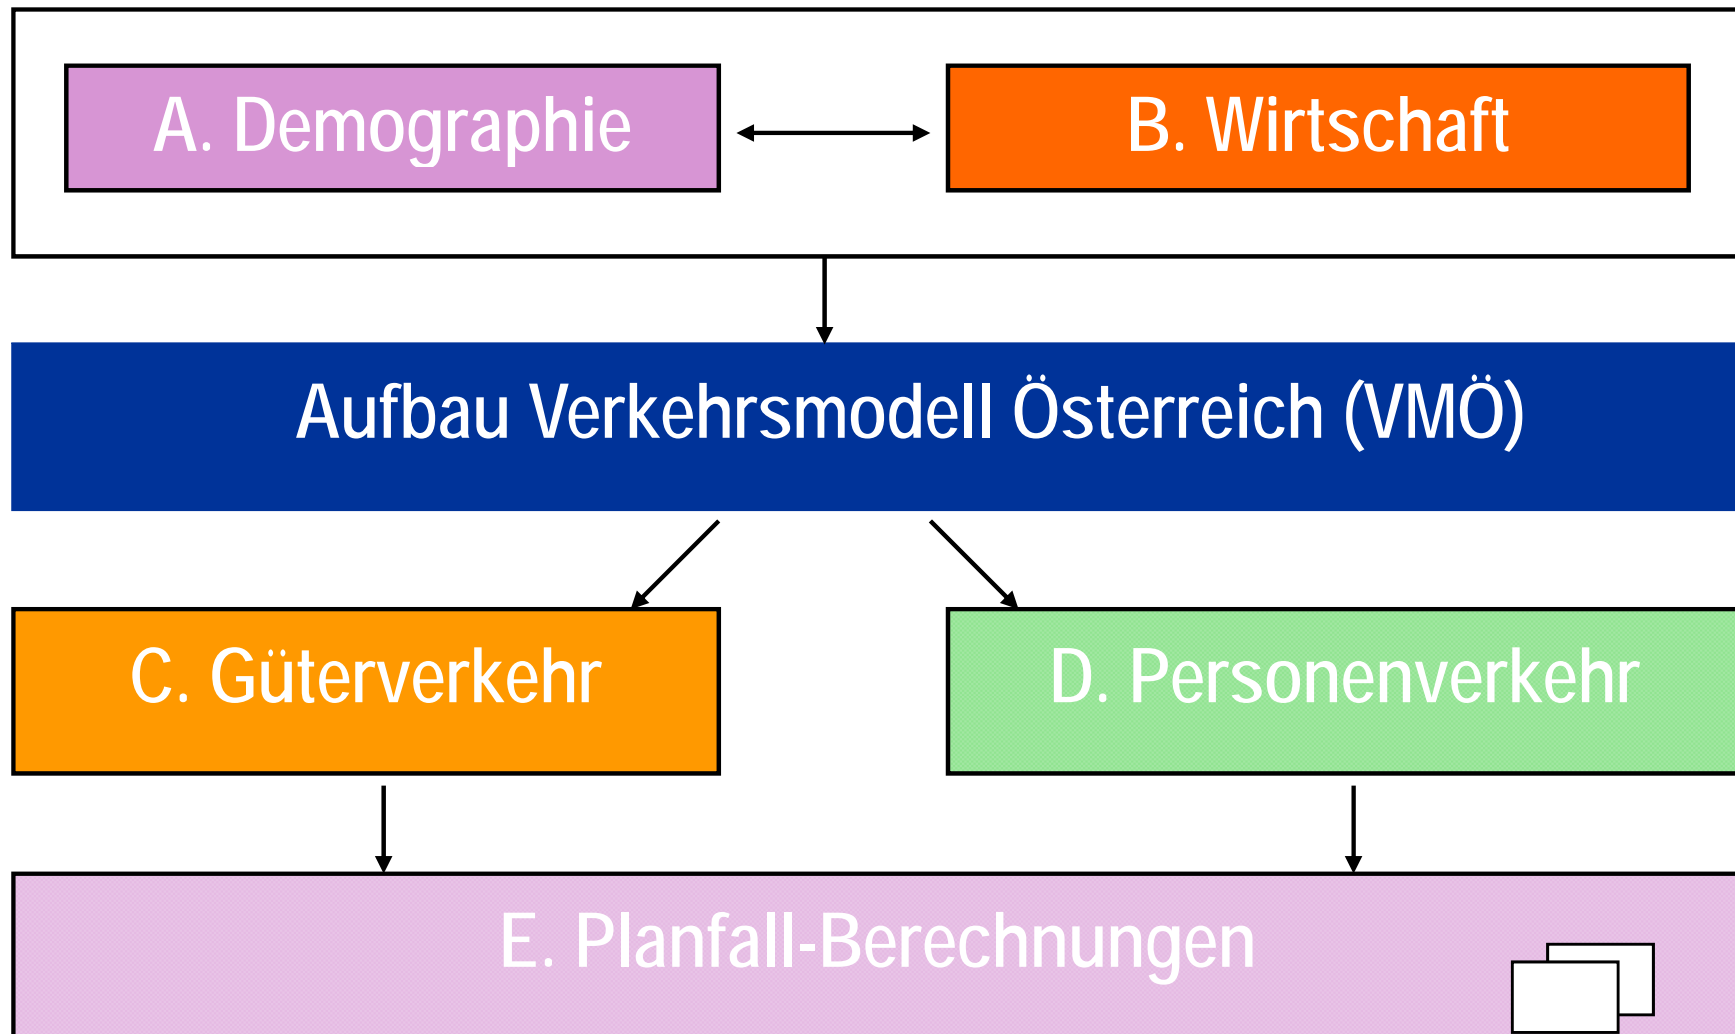 A. Demographie
B. Wirtschaft
Aufbau Verkehrsmodell Österreich (VMÖ)
C. Güterverkehr
D. Personenverkehr
E. Planfall-Berechnungen